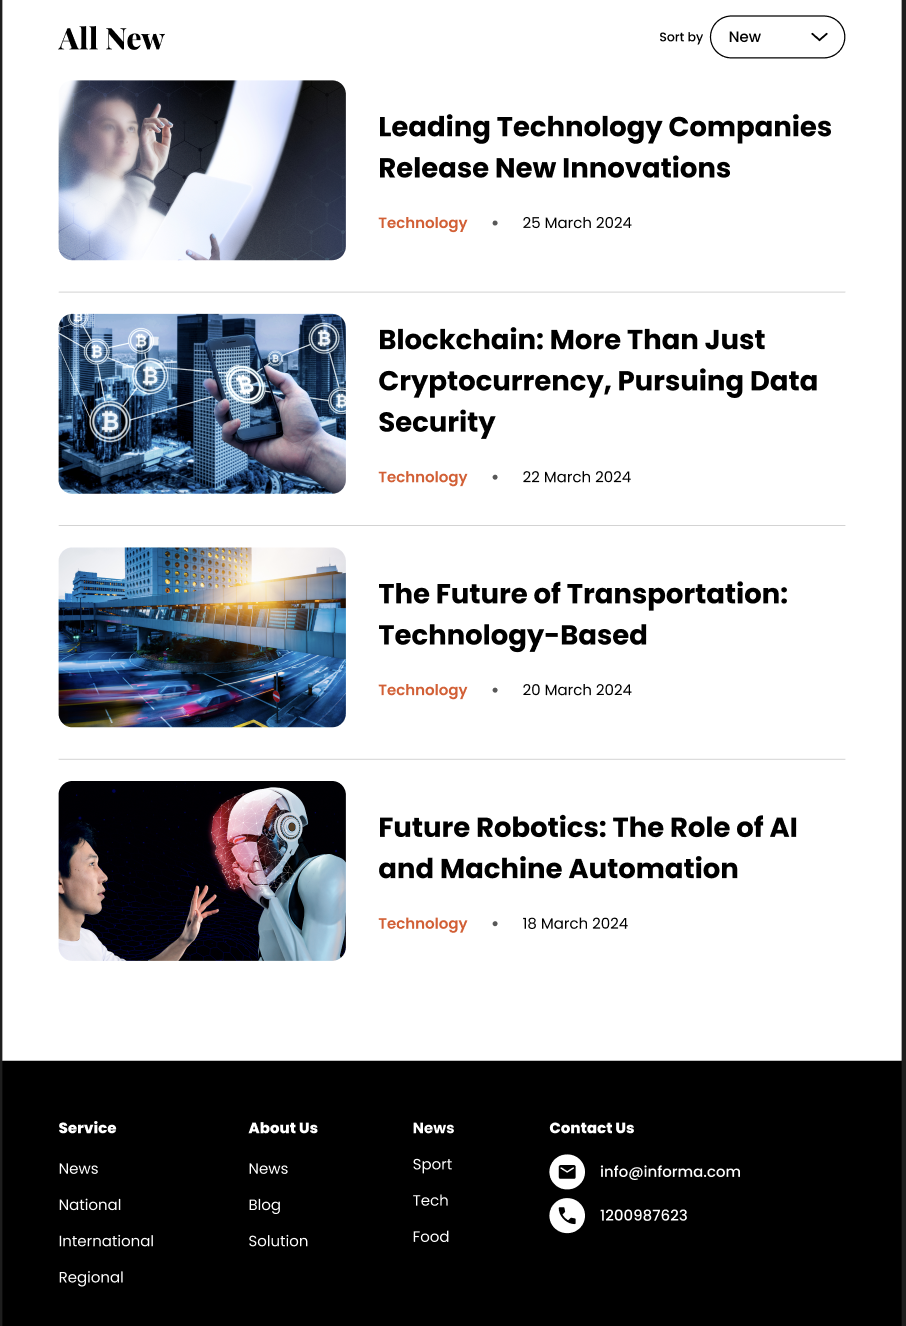 All New
Sort by
New
Leading Technology Companies
Release New Innovations
Technology • 25 March 2024
Blockchain: More Than Just
Cryptocurrency, Pursuing Data
Security
Technology • 22 March 2024
The Future of Transportation:
Technology-Based
Technology • 20 March 2024
Future Robotics: The Role of AI
and Machine Automation
Technology • 18 March 2024
Service
News
National
International
Regional
About Us
News
Blog
Solution
News
Sport
Tech
Food
Contact Us
info@informa.com
1200987623